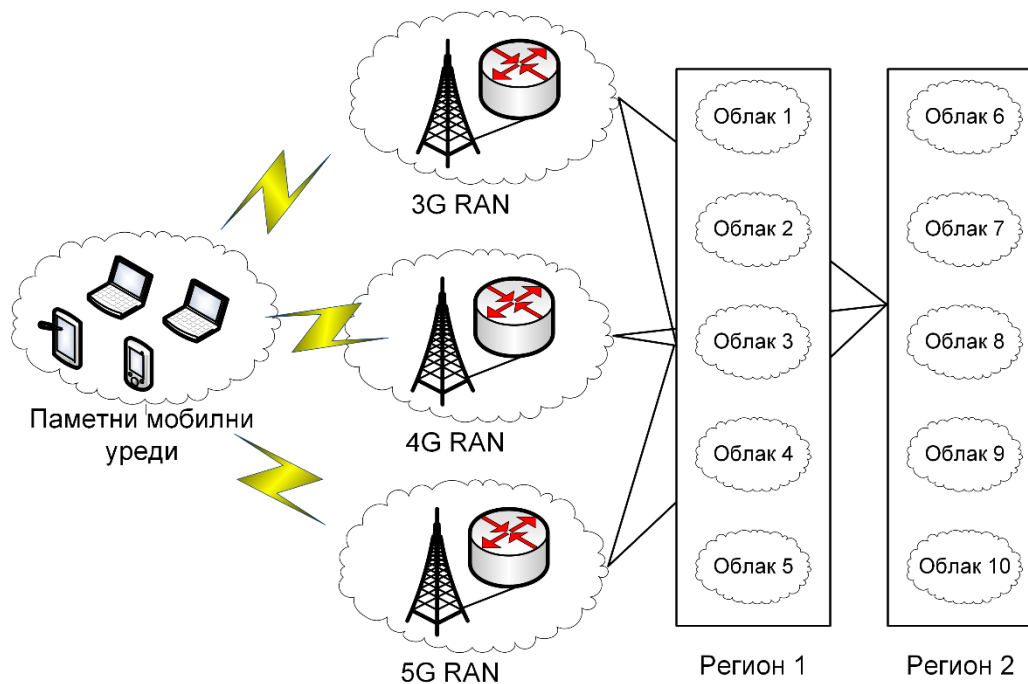 Паметни мобилни
уреди
3G RAN
4G RAN
5G RAN
Облак 1
Облак 2
Облак 3
Облак 4
Облак 5
Регион 1
Облак 6
Облак 7
Облак 8
Облак 9
Облак 10
Регион 2